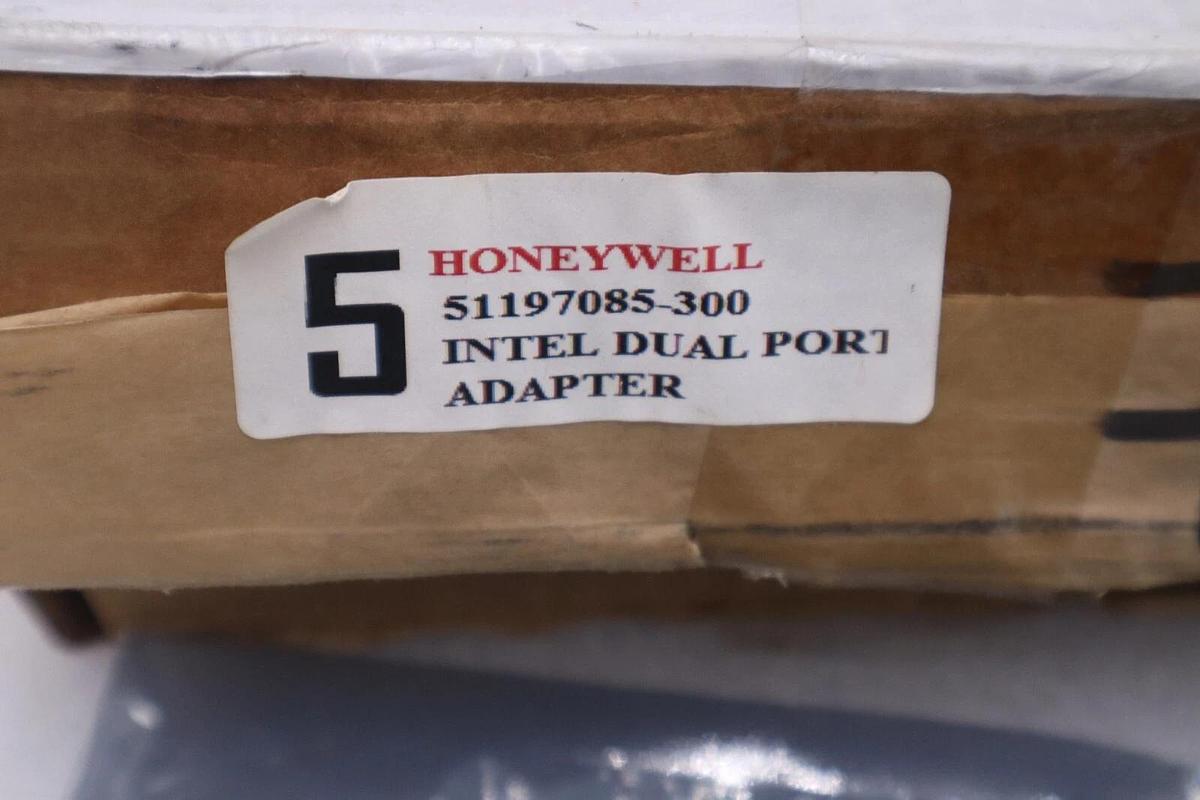 5
HONEYWELL
51197085-300
INTEL DUAL PORT
ADAPTER